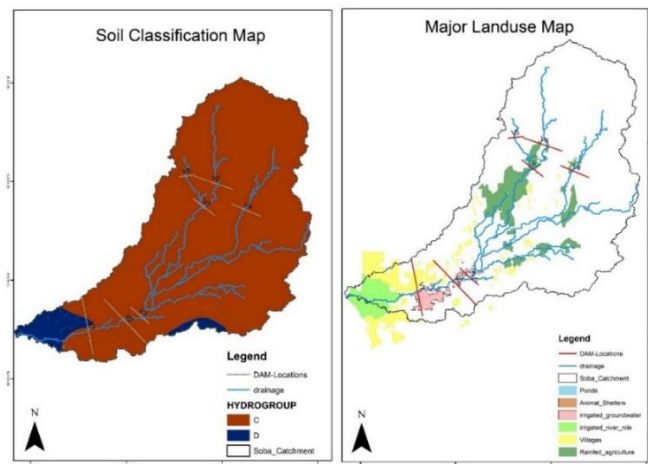 Soil Classification Map
N
Legend
DAM-Locations
drainage
HYDROGROUP
C
D
Soba_Catchment
Major Landuse Map
N
Legend
DAM-Locations
drainage
Soba_Catchment
Ponds
Animat_Shelters
irrigated_groundwater
irrigated_river_nile
Villages
Rainfed_agriculture